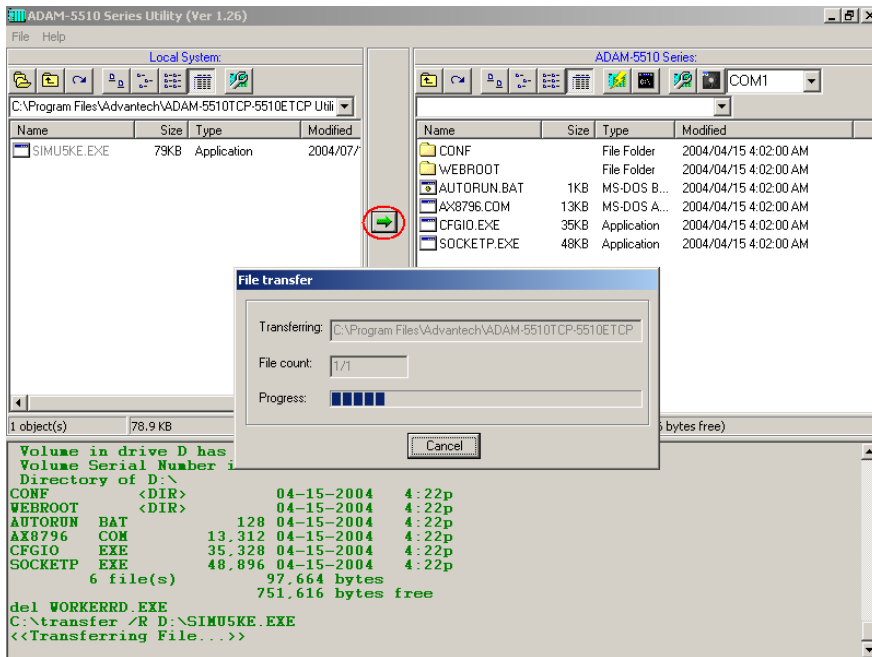 ADAM-5510 Series Utility (Ver 1.26)
File Help
Local System:
C:\Program Files\Advantech\ADAM-5510TCP-5510ETCP Utili
Name Size Type Modified
SIMU5KE.EXE 79KB Application 2004/07/
1 object(s) 78.9 KB
ADAM-5510 Series:
COM1
Name Size Type Modified
CONF File Folder 2004/04/15 4:02:00 AM
WEBROOT File Folder 2004/04/15 4:02:00 AM
AUTORUN.BAT 1KB MS-DOS B... 2004/04/15 4:02:00 AM
AX8796.COM 13KB MS-DOS A... 2004/04/15 4:02:00 AM
CFGIO.EXE 35KB Application 2004/04/15 4:02:00 AM
SOCKETP.EXE 48KB Application 2004/04/15 4:02:00 AM
bytes free)
File transfer
Transferring: C:\Program Files\Advantech\ADAM-5510TCP-5510ETCP
File count: 1/1
Progress:
Cancel
Volume in drive D has
Volume Serial Number
Directory of D:\
CONF <DIR> 04-15-2004 4:22p
WEBROOT <DIR> 04-15-2004 4:22p
AUTORUN BAT 128 04-15-2004 4:22p
AX8796 COM 13,312 04-15-2004 4:22p
CFGIO EXE 35,328 04-15-2004 4:22p
SOCKETP EXE 48,896 04-15-2004 4:22p
6 file(s) 97,664 bytes
751,616 bytes free
del WORKERRD.EXE
C:\transfer /R D:\SIMU5KE.EXE
<<Transferring File...>>